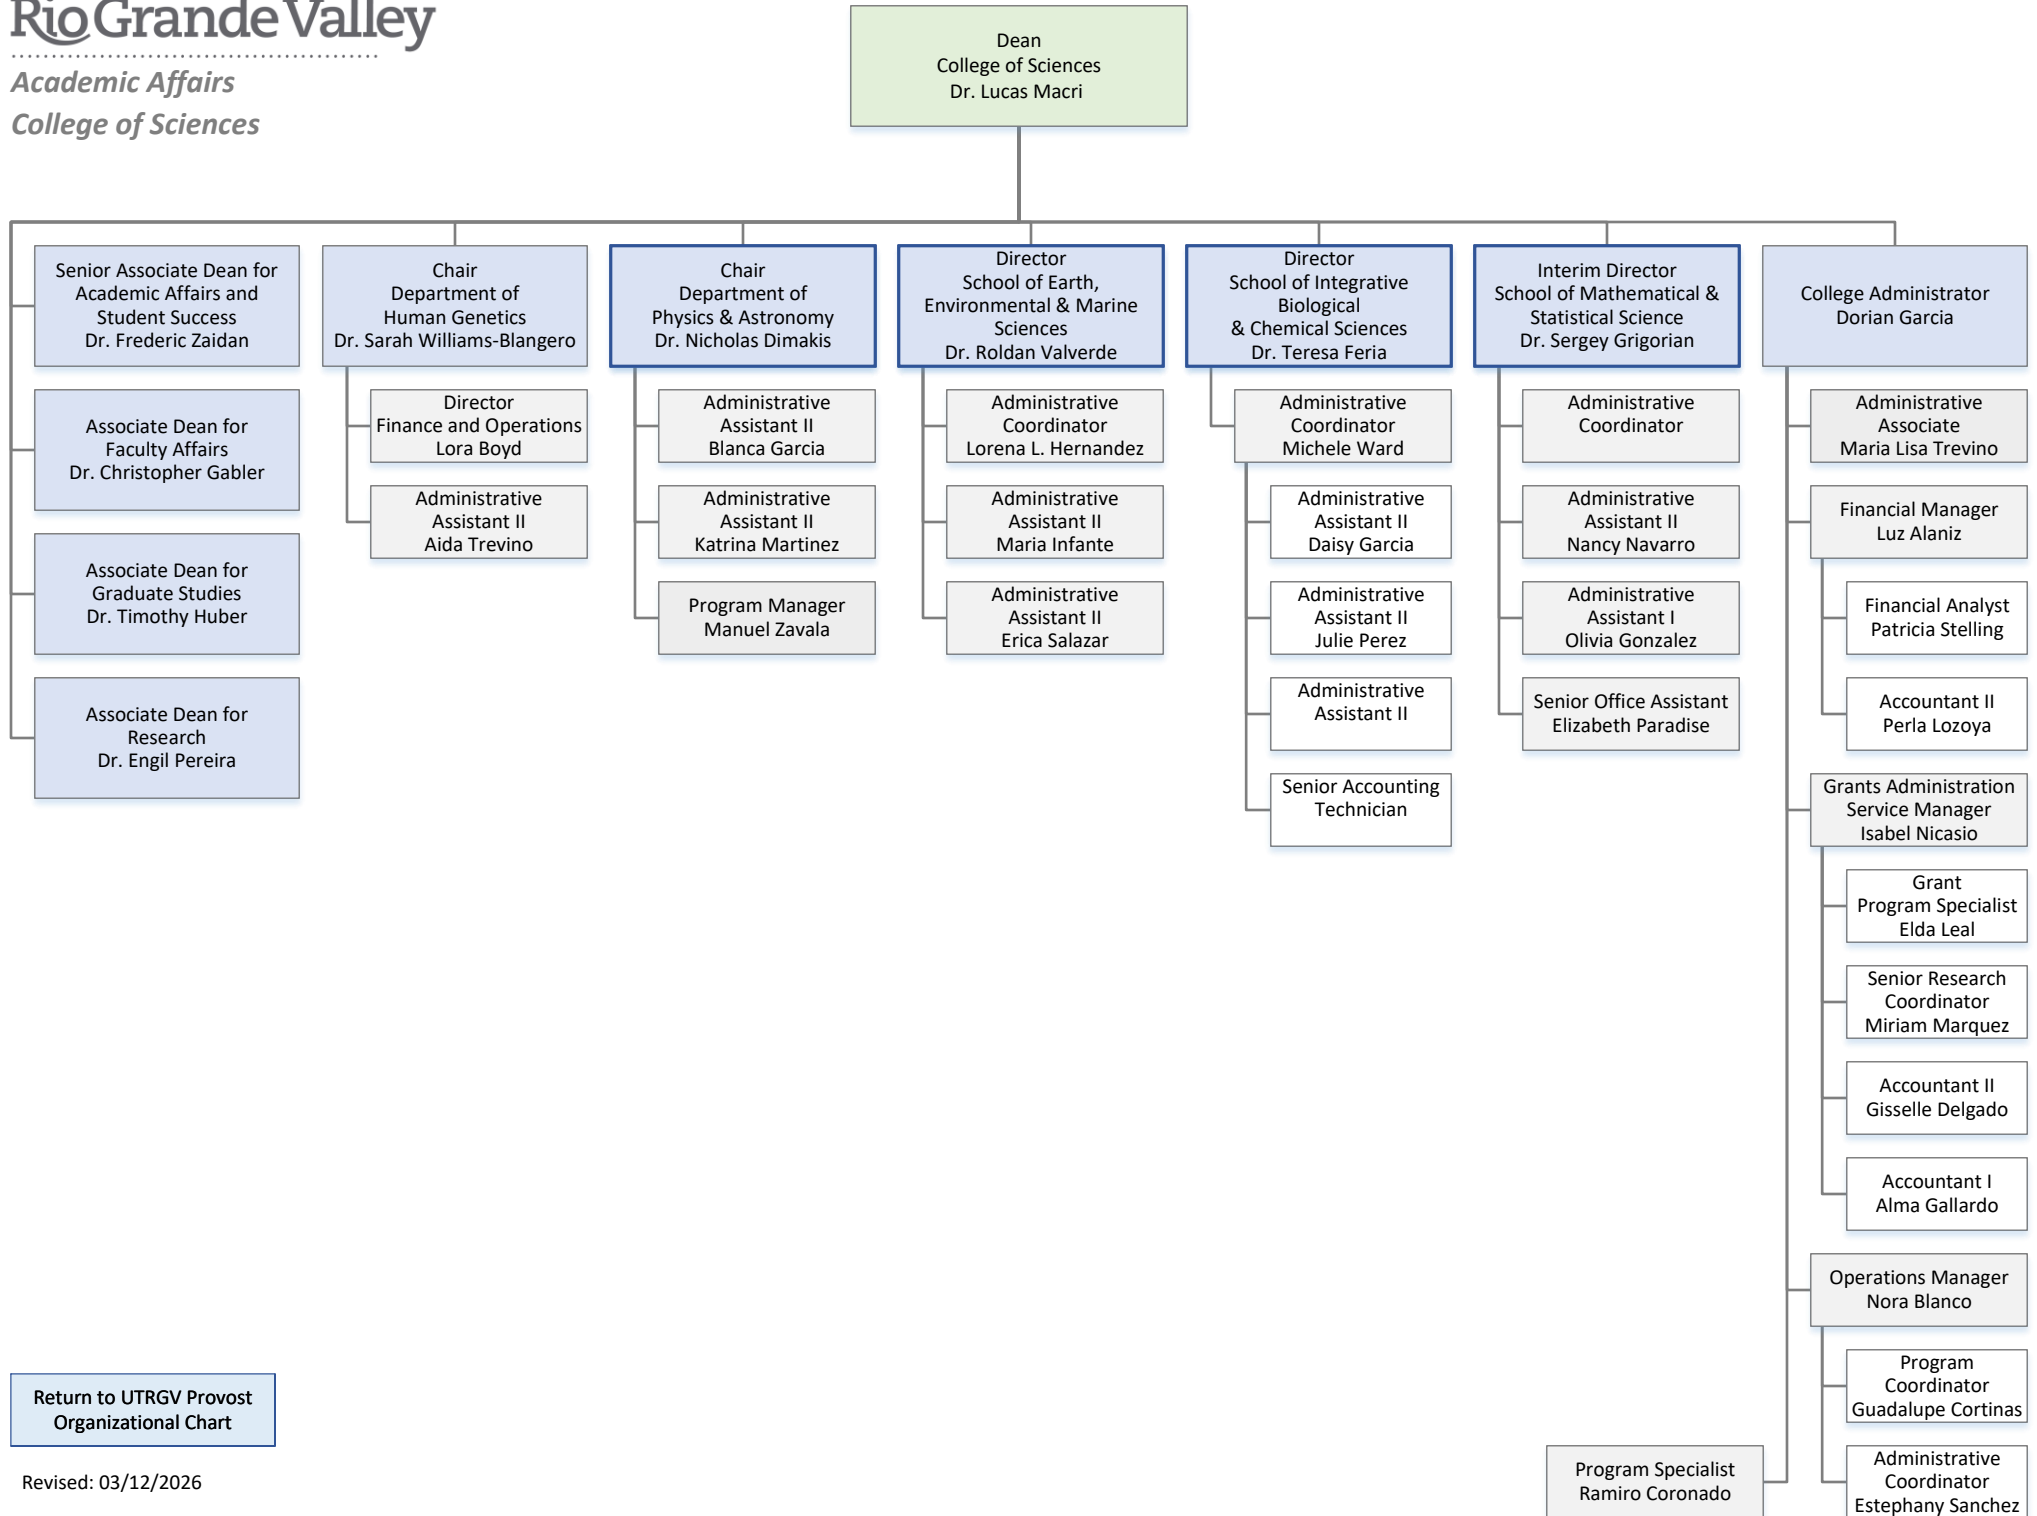 Rio Grande Valley
Academic Affairs
College of Sciences
Dean
College of Sciences
Dr. Lucas Macri
Senior Associate Dean for
Academic Affairs and
Student Success
Dr. Frederic Zaidan
Associate Dean for
Faculty Affairs
Dr. Christopher Gabler
Associate Dean for
Graduate Studies
Dr. Timothy Huber
Associate Dean for
Research
Dr. Engil Pereira
Chair
Department of
Human Genetics
Dr. Sarah Williams-Blangero
Director
Finance and Operations
Lora Boyd
Administrative
Assistant II
Aida Trevino
Chair
Department of
Physics & Astronomy
Dr. Nicholas Dimakis
Administrative
Assistant II
Blanca Garcia
Administrative
Assistant II
Katrina Martinez
Program Manager
Manuel Zavala
Director
School of Earth,
Environmental & Marine
Sciences
Dr. Roldan Valverde
Administrative
Coordinator
Lorena L. Hernandez
Administrative
Assistant II
Maria Infante
Administrative
Assistant II
Erica Salazar
Director
School of Integrative
Biological
& Chemical Sciences
Dr. Teresa Feria
Administrative
Coordinator
Michele Ward
Administrative
Assistant II
Daisy Garcia
Administrative
Assistant II
Julie Perez
Administrative
Assistant II
Senior Accounting
Technician
Interim Director
School of Mathematical &
Statistical Science
Dr. Sergey Grigorian
Administrative
Coordinator
Administrative
Assistant II
Nancy Navarro
Administrative
Assistant I
Olivia Gonzalez
Senior Office Assistant
Elizabeth Paradise
College Administrator
Dorian Garcia
Administrative
Associate
Maria Lisa Trevino
Financial Manager
Luz Alaniz
Financial Analyst
Patricia Stelling
Accountant II
Perla Lozoya
Grants Administration
Service Manager
Isabel Nicasio
Grant
Program Specialist
Elda Leal
Senior Research
Coordinator
Miriam Marquez
Accountant II
Gisselle Delgado
Accountant I
Alma Gallardo
Operations Manager
Nora Blanco
Program
Coordinator
Guadalupe Cortinas
Administrative
Coordinator
Estephany Sanchez
Program Specialist
Ramiro Coronado
Return to UTRGV Provost
Organizational Chart
Revised: 03/12/2026